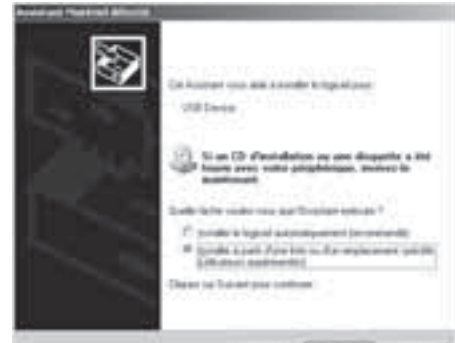 Assistant Matériel détecté
Cet Assistant vous aide à installer le logiciel pour :
USB Device
Si un CD d'installation ou une disquette a été
fourni avec votre périphérique, insérez-le
maintenant.
Quelle tâche voulez-vous que l'Assistant exécute ?
Installer le logiciel automatiquement (recommandé)
Installer à partir d'une liste ou d'un emplacement spécifié
(utilisateurs expérimentés)
Cliquez sur Suivant pour continuer.